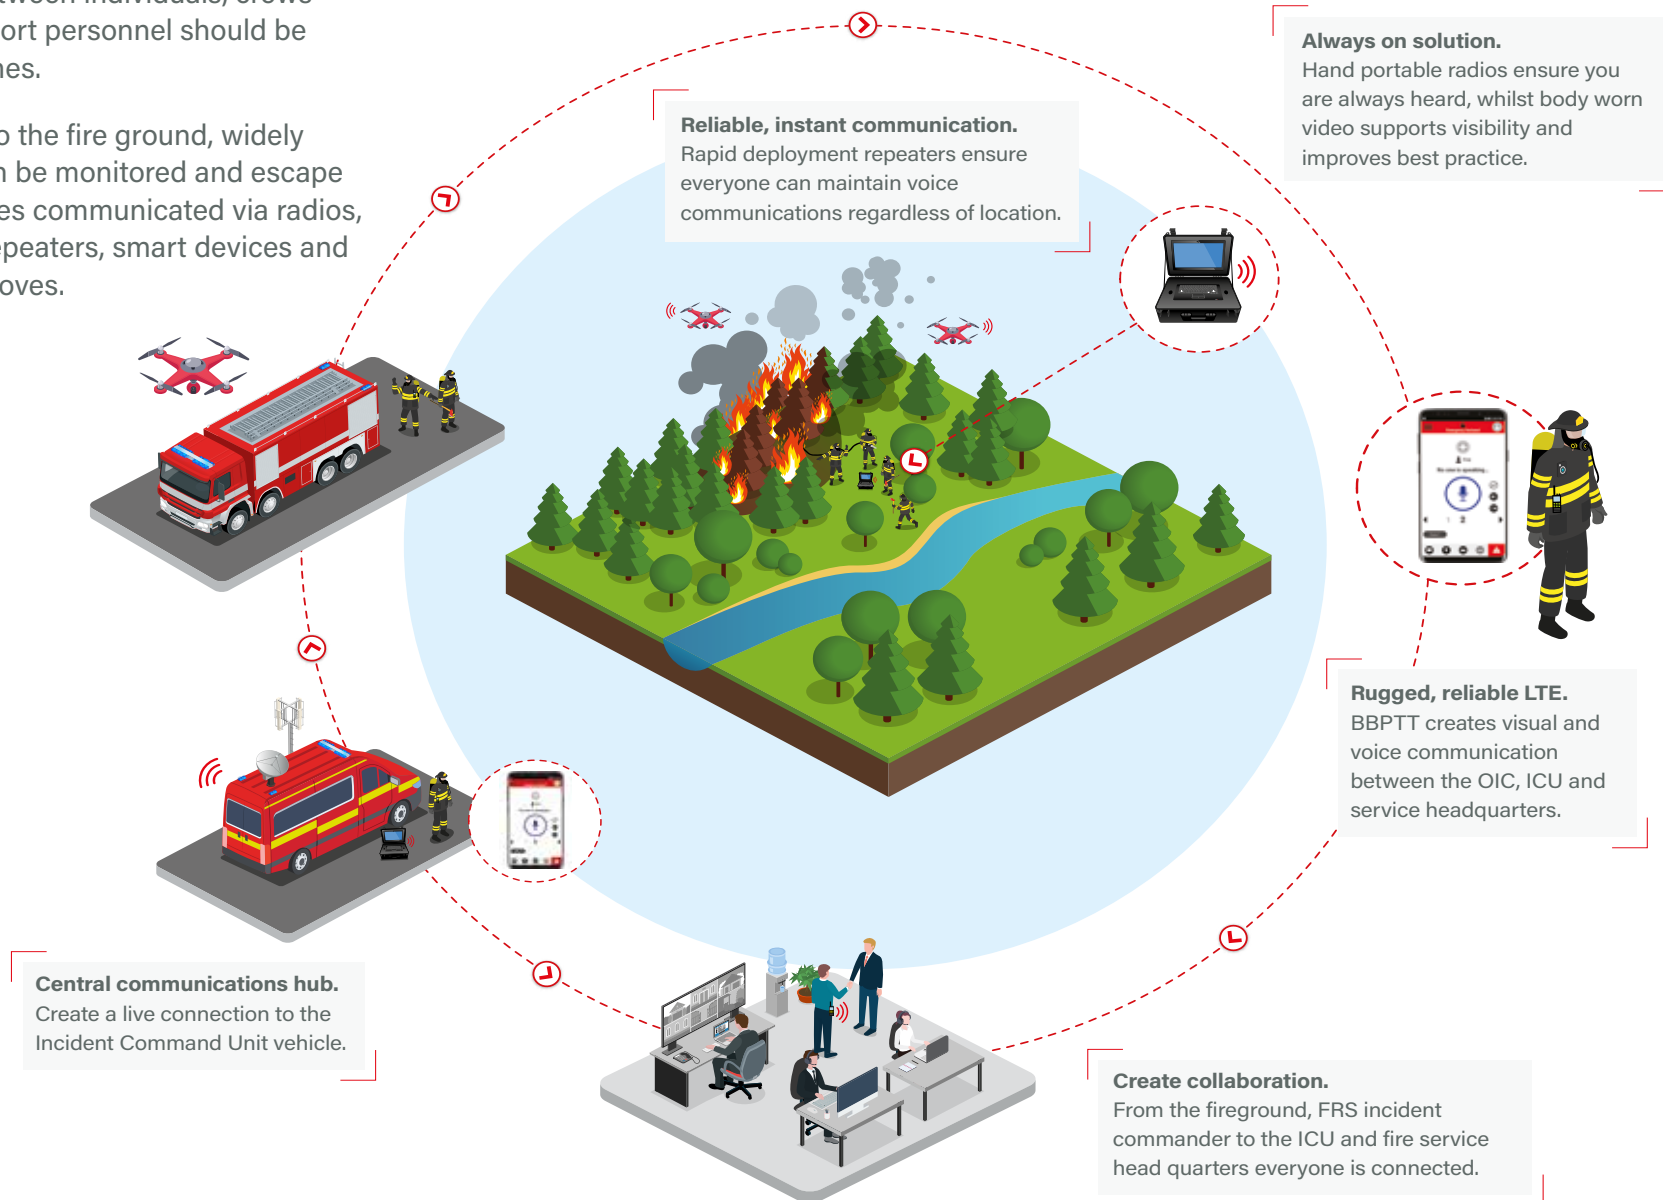 individuals, crews
personnel should be
the fire ground, widely
be monitored and escape
communicated via radios,
smart devices and
Reliable, instant communication.
Rapid deployment repeaters ensure
everyone can maintain voice
communications regardless of location.
Always on solution.
Hand portable radios ensure you
are always heard, whilst body worn
video supports visibility and
improves best practice.
Rugged, reliable LTE.
BBPTT creates visual and
voice communication
between the OIC, ICU and
service headquarters.
Central communications hub.
Create a live connection to the
Incident Command Unit vehicle.
Create collaboration.
From the fireground, FRS incident
commander to the ICU and fire service
head quarters everyone is connected.